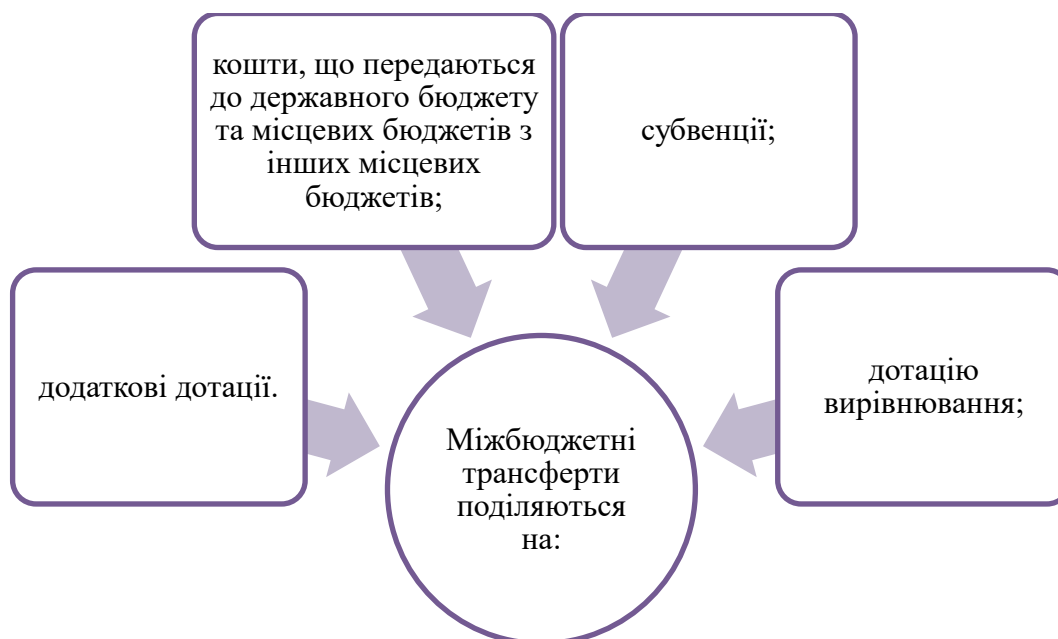 кошти, що передаються
до державного бюджету
та місцевих бюджетів з
інших місцевих
бюджетів;
субвенції;
додаткові дотації.
дотацію
вирівнювання;
Міжбюджетні
трансферти
поділяються
на: